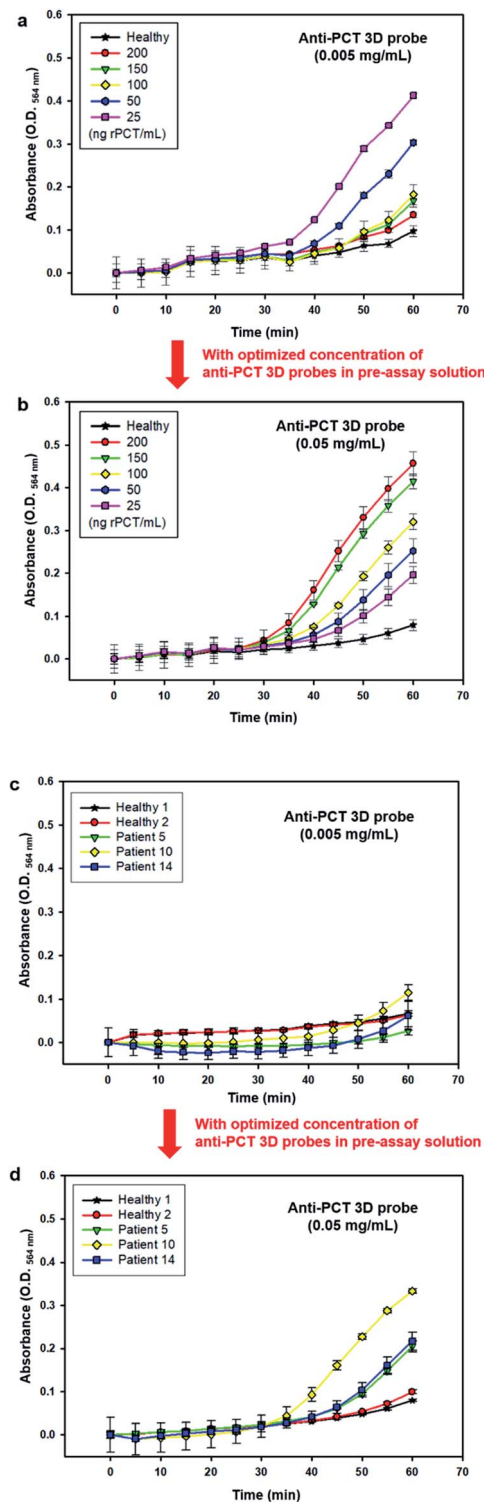 a
Anti-PCT 3D probe
(0.005 mg/mL)
Healthy
200
150
100
50
25
(ng rPCT/mL)
Absorbance (O.D. 564 nm)
0.6
0.5
0.4
0.3
0.2
0.1
0.0
0 10 20 30 40 50 60 70
Time (min)
With optimized concentration of
anti-PCT 3D probes in pre-assay solution
b
Anti-PCT 3D probe
(0.05 mg/mL)
Healthy
200
150
100
50
25
(ng rPCT/mL)
Absorbance (O.D. 564 nm)
0.6
0.5
0.4
0.3
0.2
0.1
0.0
0 10 20 30 40 50 60 70
Time (min)
c
Anti-PCT 3D probe
(0.005 mg/mL)
Healthy 1
Healthy 2
Patient 5
Patient 10
Patient 14
Absorbance (O.D. 564 nm)
0.6
0.5
0.4
0.3
0.2
0.1
0.0
0 10 20 30 40 50 60 70
Time (min)
With optimized concentration of
anti-PCT 3D probes in pre-assay solution
d
Anti-PCT 3D probe
(0.05 mg/mL)
Healthy 1
Healthy 2
Patient 5
Patient 10
Patient 14
Absorbance (O.D. 564 nm)
0.6
0.5
0.4
0.3
0.2
0.1
0.0
0 10 20 30 40 50 60 70
Time (min)